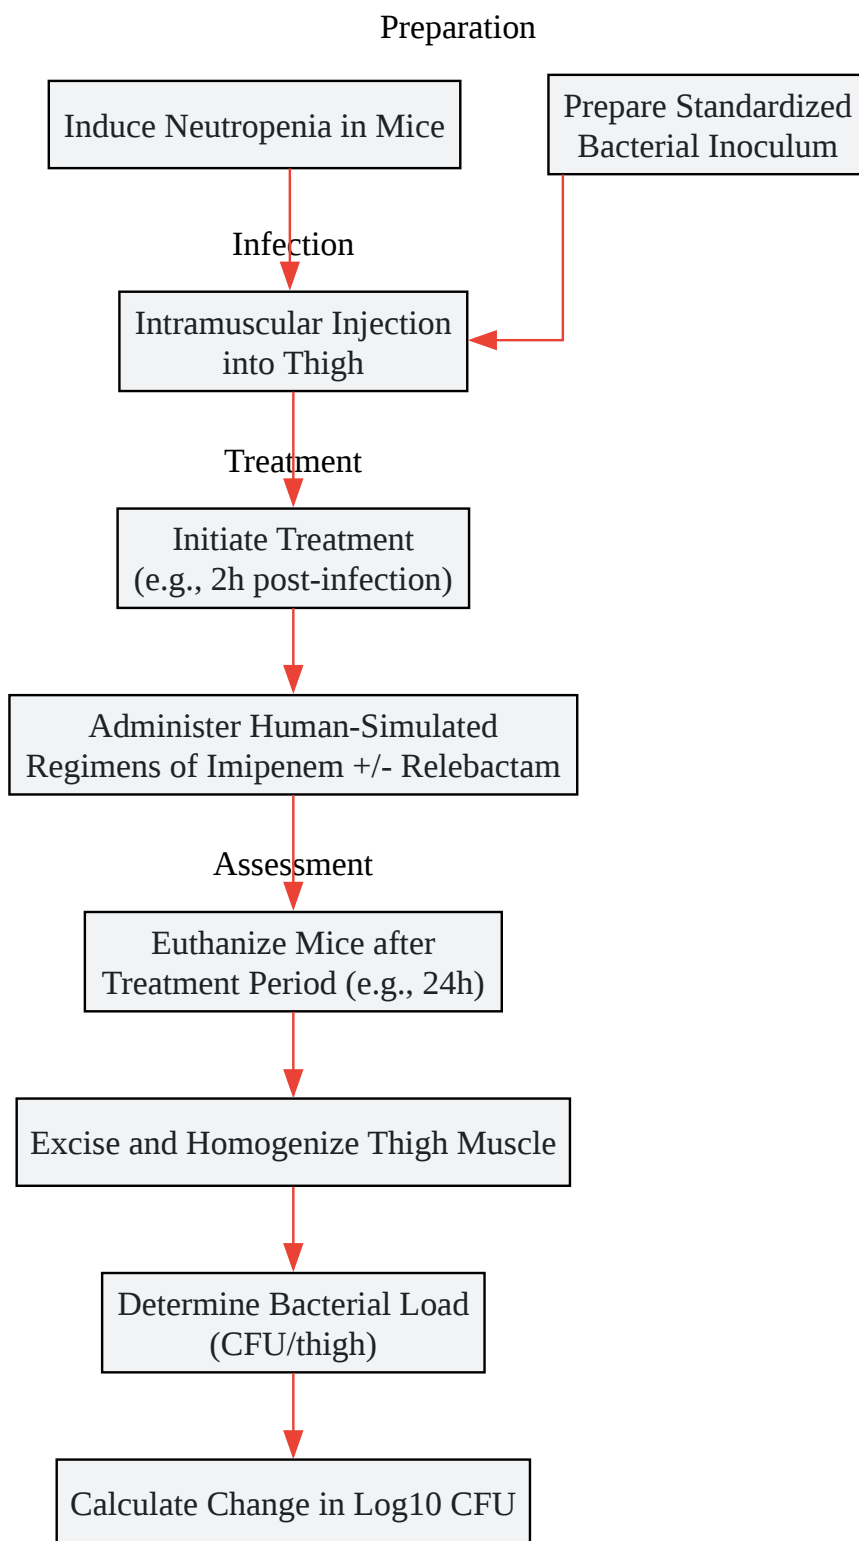 Preparation
Induce Neutropenia in Mice
Prepare Standardized
Bacterial Inoculum
Infection
Intramuscular Injection
into Thigh
Treatment
Initiate Treatment
(e.g., 2h post-infection)
Administer Human-Simulated
Regimens of Imipenem +/- Relebactam
Assessment
Euthanize Mice after
Treatment Period (e.g., 24h)
Excise and Homogenize Thigh Muscle
Determine Bacterial Load
(CFU/thigh)
Calculate Change in Log10 CFU